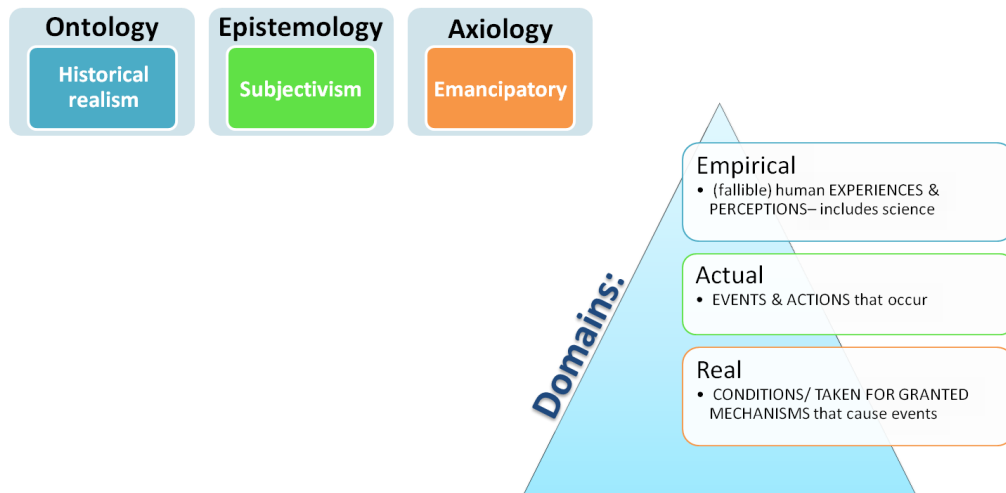 Ontology
Historical
realism
Epistemology
Subjectivism
Axiology
Emancipatory
Domains:
Empirical
• (fallible) human EXPERIENCES &
PERCEPTIONS– includes science
Actual
• EVENTS & ACTIONS that occur
Real
• CONDITIONS/ TAKEN FOR GRANTED
MECHANISMS that cause events